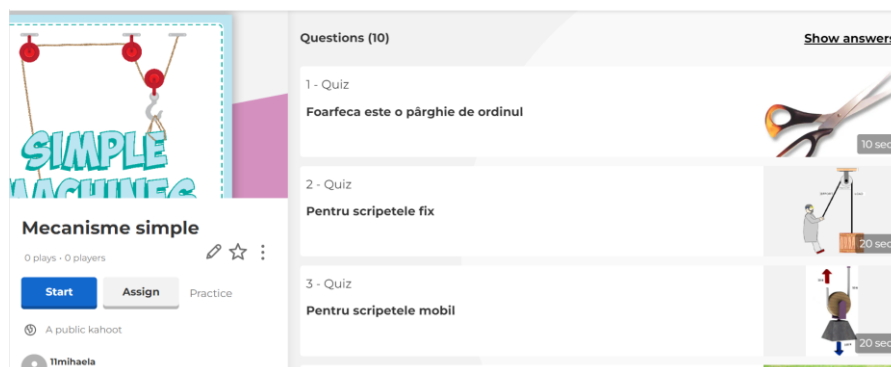 SIMPLE
MACHINES
Mecanisme simple
0 plays · 0 players
Start
Assign
Practice
A public kahoot
11mihaela
Questions (10)
Show answers
1 - Quiz
Foarfeca este o pârghie de ordinul
10 sec
2 - Quiz
Pentru scripetele fix
20 sec
3 - Quiz
Pentru scripetele mobil
20 sec